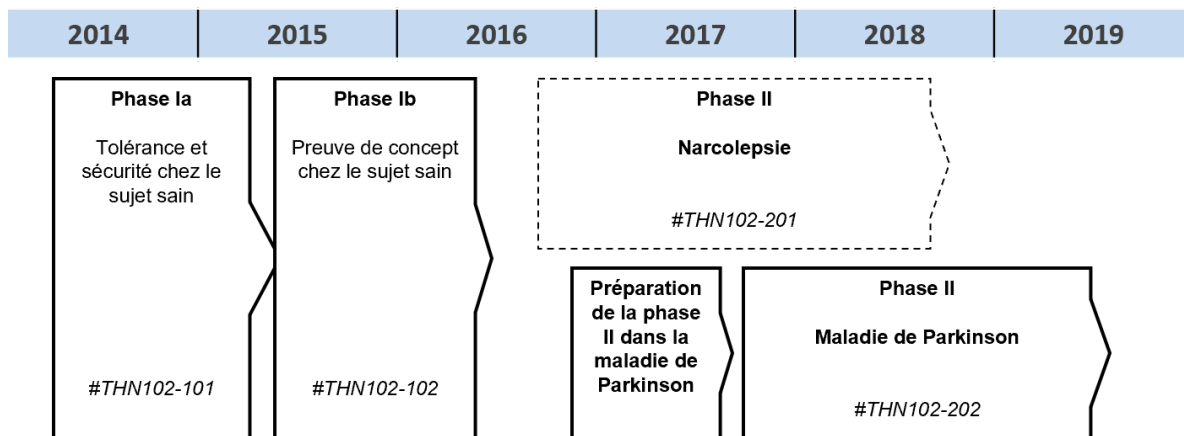 2014 2015 2016 2017 2018 2019
Phase Ia
Tolérance et
sécurité chez le
sujet sain
#THN102-101
Phase Ib
Preuve de concept
chez le sujet sain
#THN102-102
Phase II
Narcolepsie
#THN102-201
Préparation
de la phase
II dans la
maladie de
Parkinson
Phase II
Maladie de Parkinson
#THN102-202